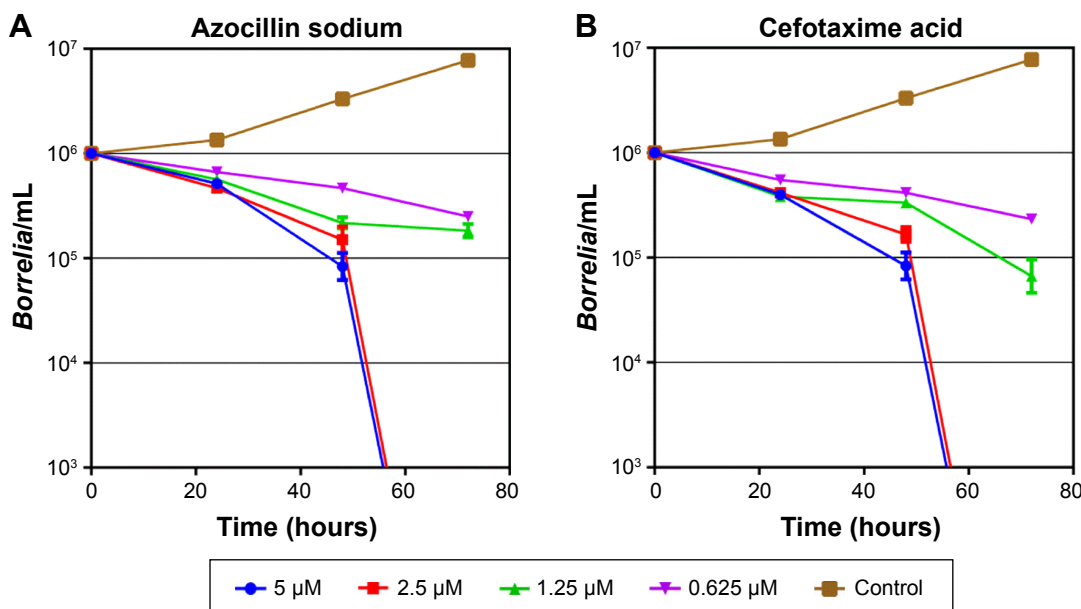 A
Azocillin sodium
10⁷
10⁶
10⁵
10⁴
10³
Borrelia/mL
0
20
40
60
80
Time (hours)
B
Cefotaxime acid
10⁷
10⁶
10⁵
10⁴
10³
Borrelia/mL
0
20
40
60
80
Time (hours)
5 μM 2.5 μM 1.25 μM 0.625 μM Control